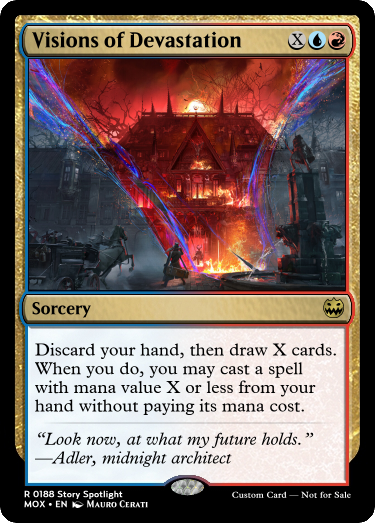 Visions of Devastation X
Sorcery
Discard your hand, then draw X cards.
When you do, you may cast a spell
with mana value X or less from your
hand without paying its mana cost.
“Look now, at what my future holds.”
—Adler, midnight architect
R 0188 Story Spotlight
MOX • EN Mauro Cerati
Custom Card — Not for Sale